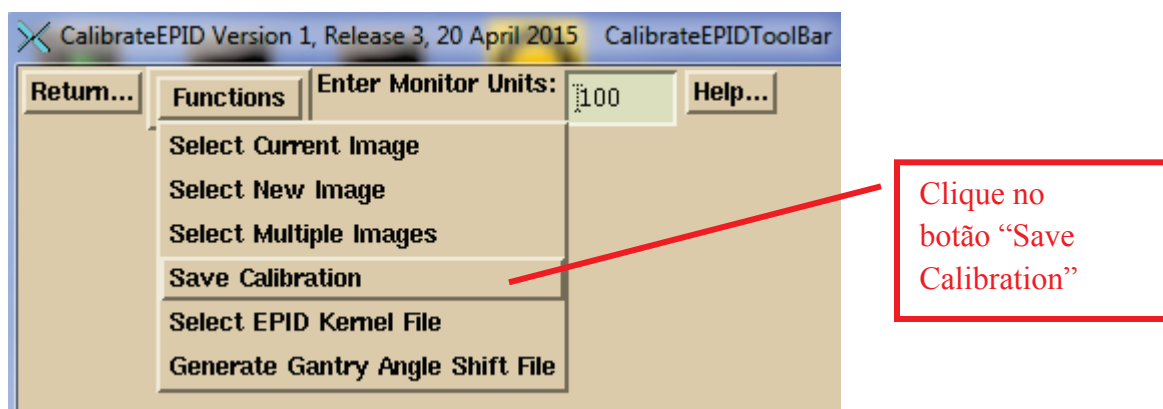 CalibrateEPID Version 1, Release 3, 20 April 2015 CalibrateEPIDToolBar
Return... Functions Enter Monitor Units: 100 Help...
Select Current Image
Select New Image
Select Multiple Images
Save Calibration
Select EPID Kernel File
Generate Gantry Angle Shift File
Clique no
botão “Save
Calibration”